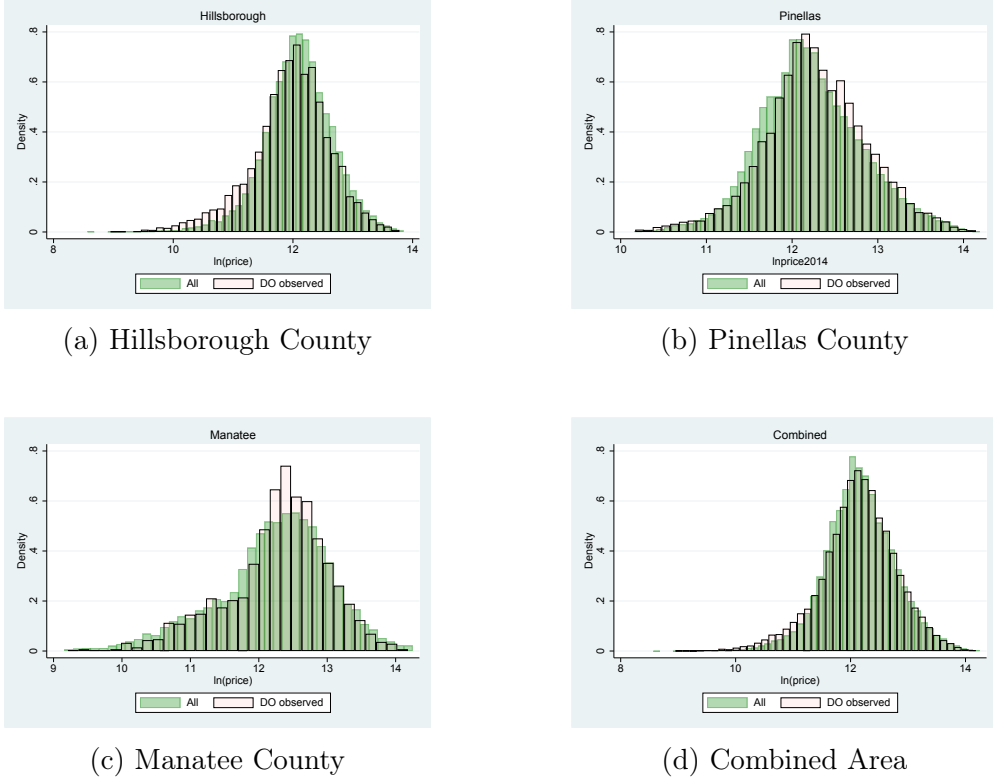 Hillsborough
Density
0 .2 .4 .6 .8
8 10 12 14
ln(price)
All DO observed
(a) Hillsborough County
Pinellas
Density
0 .2 .4 .6 .8
10 11 12 13 14
lnprice2014
All DO observed
(b) Pinellas County
Manatee
Density
0 .2 .4 .6 .8
9 10 11 12 13 14
ln(price)
All DO observed
(c) Manatee County
Combined
Density
0 .2 .4 .6 .8
8 10 12 14
ln(price)
All DO observed
(d) Combined Area